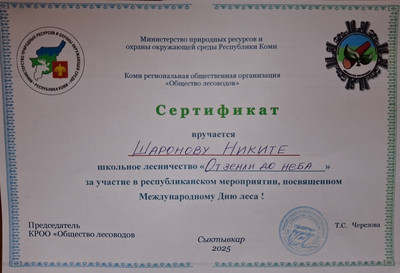 Министерство природных ресурсов и
охраны окружающей среды Республики Коми
Коми региональная общественная организация
«Общество лесоводов»
Сертификат
вручается
Шаронову Никите
школьное лесничество «От земли до неба»
за участие в республиканском мероприятии, посвященном
Международному Дню леса !
Председатель
КРОО «Общество лесоводов
Т.С. Черезова
Сыктывкар
2025